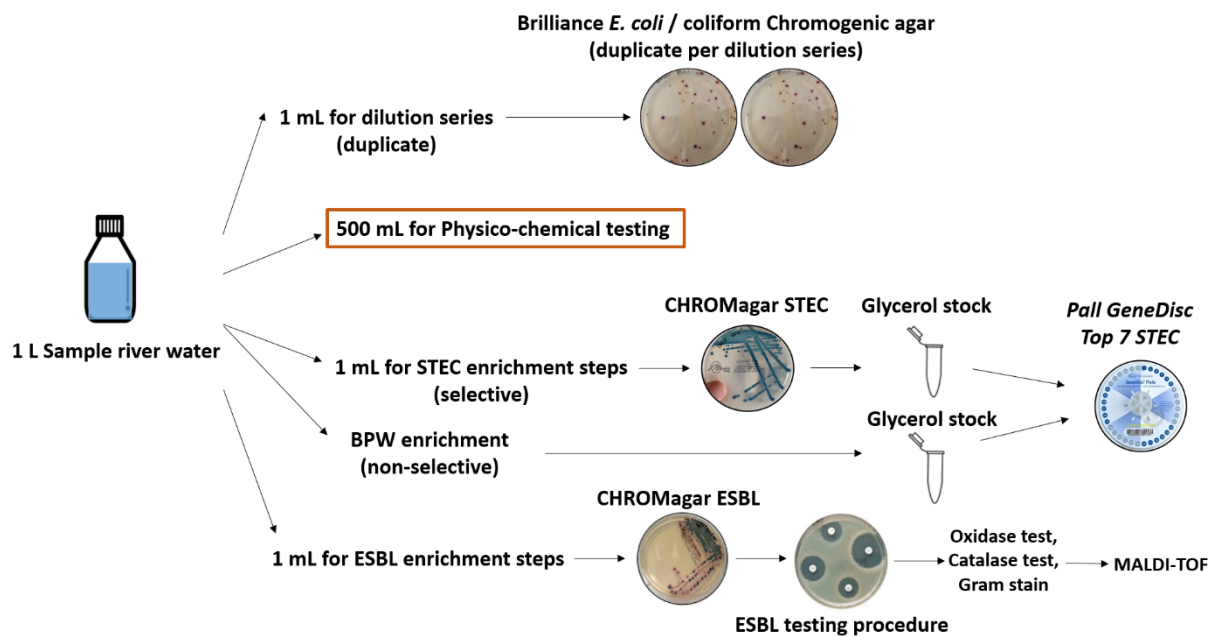 Brilliance E. coli / coliform Chromogenic agar
(duplicate per dilution series)
1 mL for dilution series
(duplicate)
500 mL for Physico-chemical testing
1 L Sample river water
CHROMagar STEC
Glycerol stock
Pall GeneDisc
Top 7 STEC
1 mL for STEC enrichment steps
(selective)
Glycerol stock
BPW enrichment
(non-selective)
CHROMagar ESBL
1 mL for ESBL enrichment steps
Oxidase test,
Catalase test,
Gram stain
MALDI-TOF
ESBL testing procedure